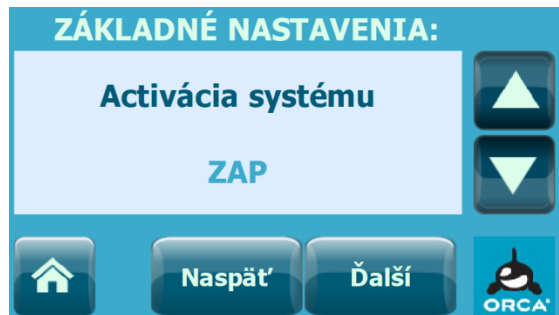 ZÁKLADNÉ NASTAVENIA:
Activácia systému
ZAP
Naspäť
Ďalší
ORCA